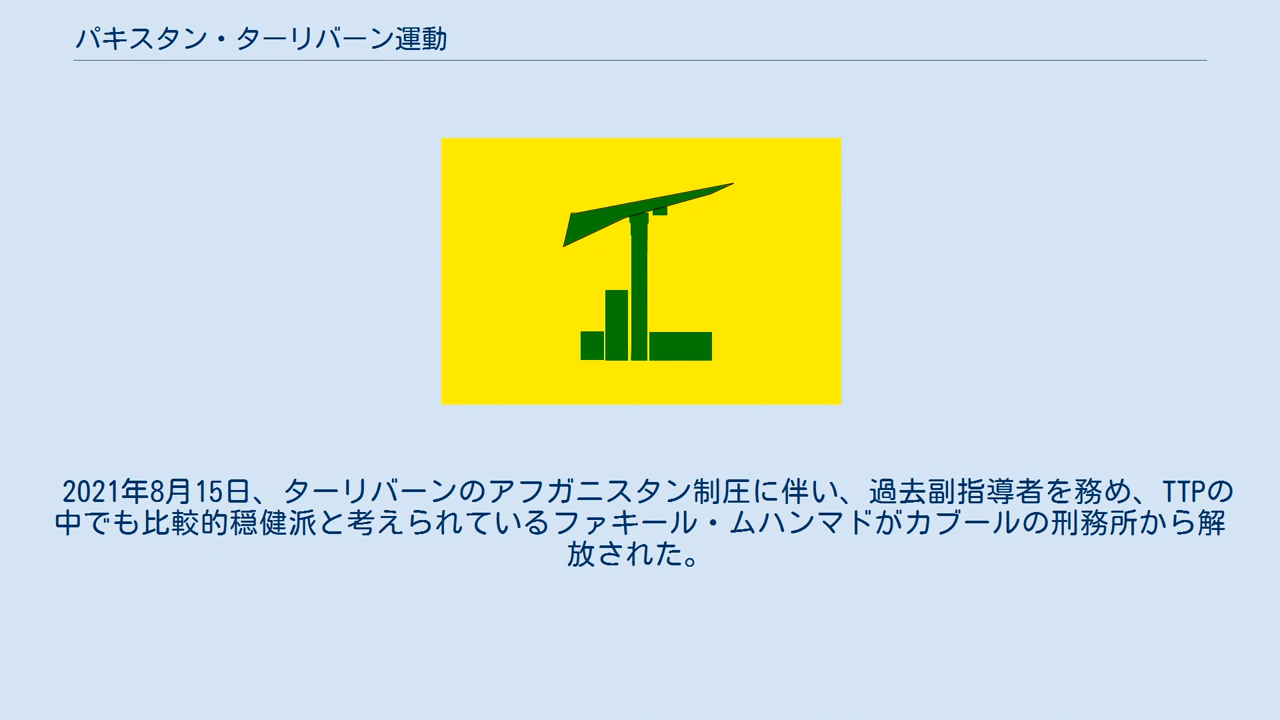 パキスタン・ターリバーン運動
2021年8月15日、ターリバーンのアフガニスタン制圧に伴い、過去副指導者を務め、TTPの
中でも比較的穏健派と考えられているファキール・ムハンマドがカブールの刑務所から解
放された。